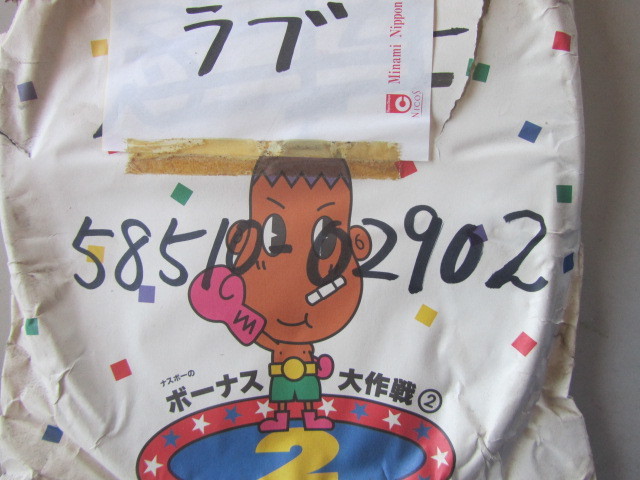 ラブ
Minami Nippon
NICOS
58510-02902
ナスボーの
ボーナス大作戦②
2